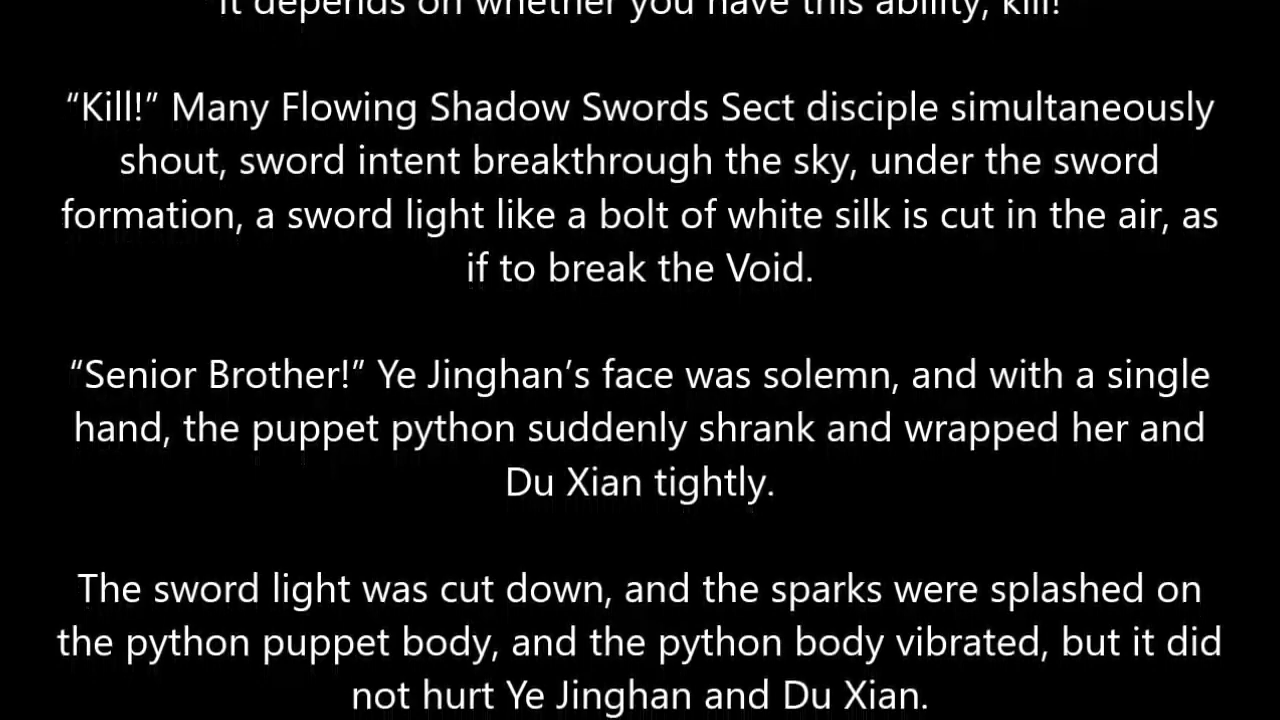 it depends on whether you have this ability, kill!
“Kill!” Many Flowing Shadow Swords Sect disciple simultaneously
shout, sword intent breakthrough the sky, under the sword
formation, a sword light like a bolt of white silk is cut in the air, as
if to break the Void.
“Senior Brother!” Ye Jinghan’s face was solemn, and with a single
hand, the puppet python suddenly shrank and wrapped her and
Du Xian tightly.
The sword light was cut down, and the sparks were splashed on
the python puppet body, and the python body vibrated, but it did
not hurt Ye Jinghan and Du Xian.